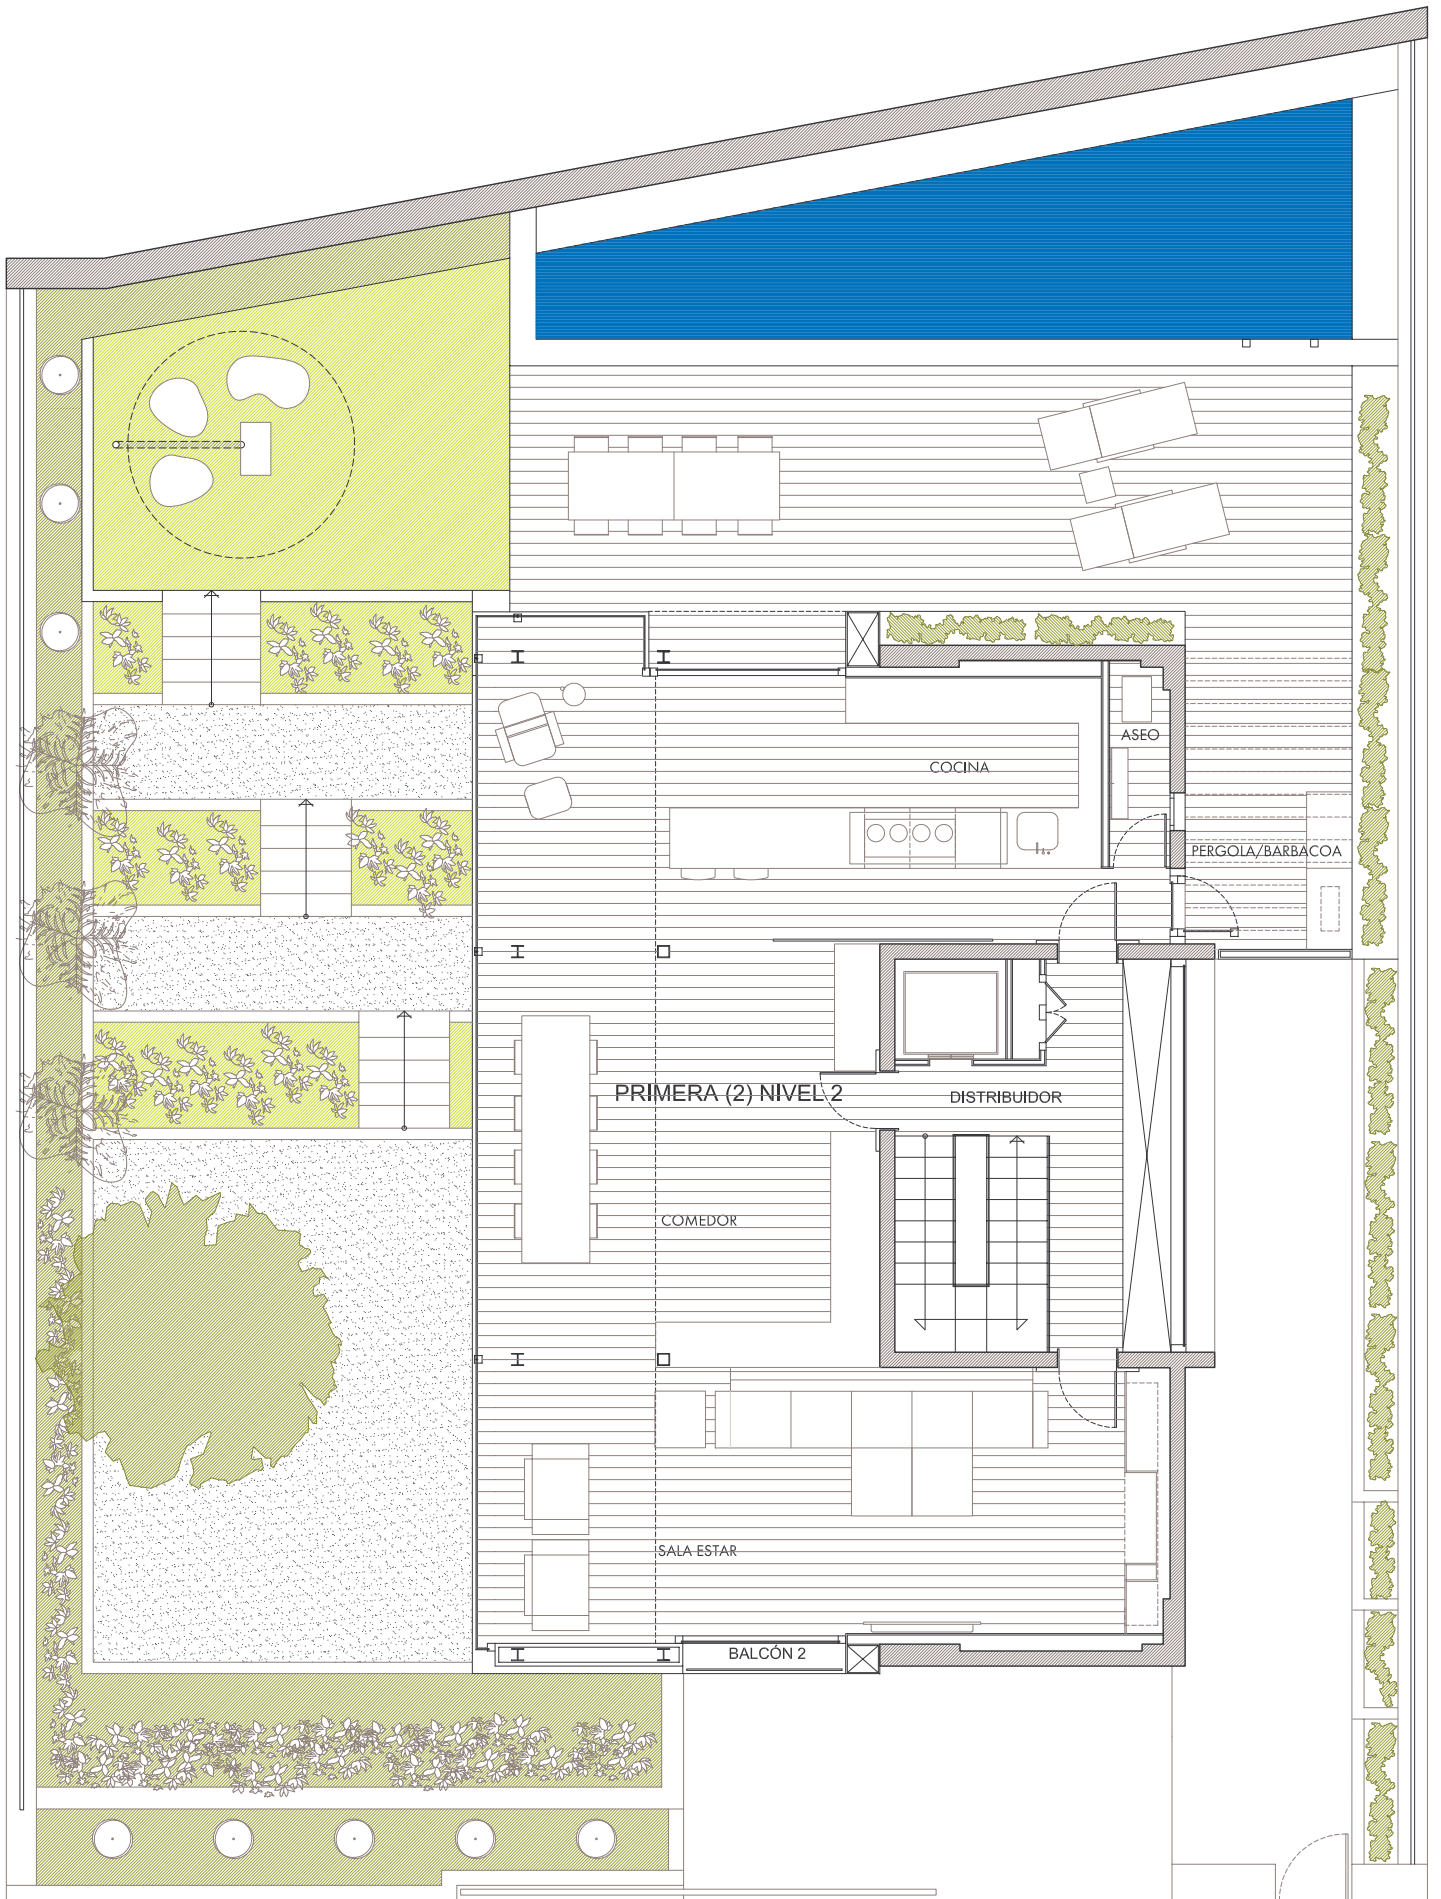 ASEO
COCINA
PERGOLA/BARBACOA
PRIMERA (2) NIVEL 2
DISTRIBUIDOR
COMEDOR
SALA ESTAR
BALCÓN 2